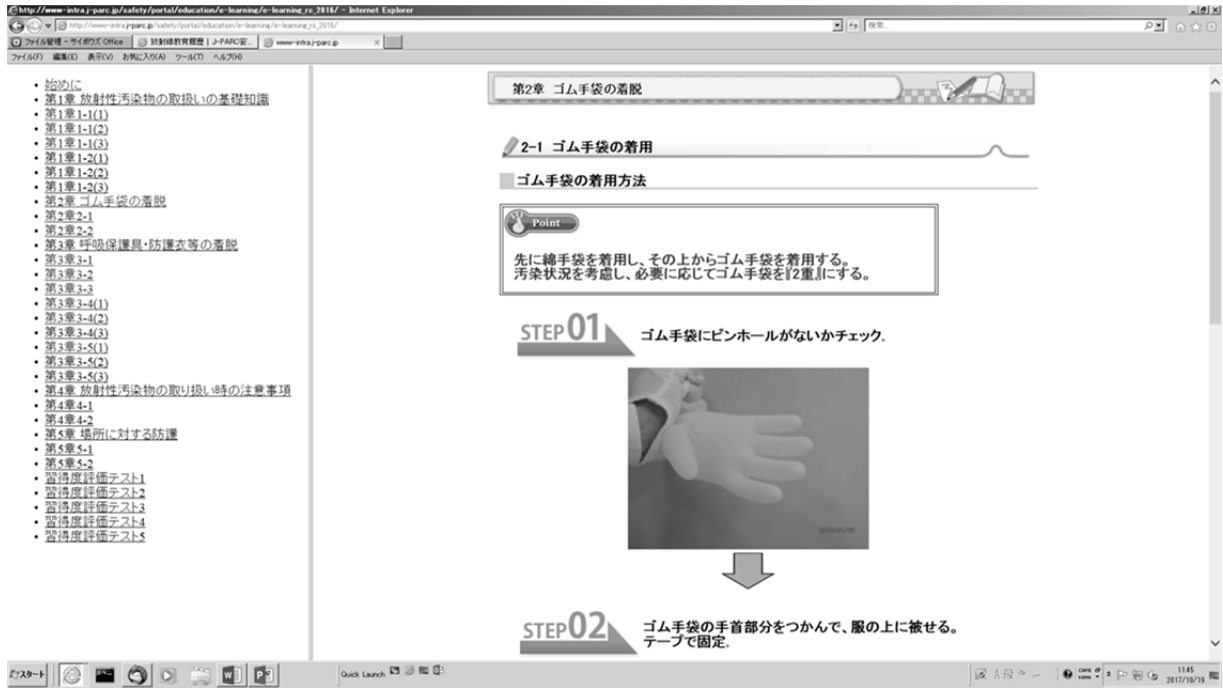 http://www-intra.j-parc.jp/safety/portal/education/e-learning/e-learning_rs_2016/ - Internet Explorer
http://www-intra.j-parc.jp/safety/portal/education/e-learning/e-learning_rs_2016/
検索...
ファイル管理 - サイボウズ Office
放射線教育履歴 | J-PARC安...
www-intra.j-parc.jp
ファイル(F) 編集(E) 表示(V) お気に入り(A) ツール(T) ヘルプ(H)
始めに
第1章 放射性汚染物の取扱いの基礎知識
第1章1-1(1)
第1章1-1(2)
第1章1-1(3)
第1章1-2(1)
第1章1-2(2)
第1章1-2(3)
第2章 ゴム手袋の着脱
第2章2-1
第2章2-2
第3章 呼吸保護具・防護衣等の着脱
第3章3-1
第3章3-2
第3章3-3
第3章3-4(1)
第3章3-4(2)
第3章3-4(3)
第3章3-5(1)
第3章3-5(2)
第3章3-5(3)
第4章 放射性汚染物の取り扱い時の注意事項
第4章4-1
第4章4-2
第5章 場所に対する防護
第5章5-1
第5章5-2
習得度評価テスト1
習得度評価テスト2
習得度評価テスト3
習得度評価テスト4
習得度評価テスト5
第2章 ゴム手袋の着脱
2-1 ゴム手袋の着用
ゴム手袋の着用方法
Point
先に綿手袋を着用し、その上からゴム手袋を着用する。
汚染状況を考慮し、必要に応じてゴム手袋を『2重』にする。
STEP01
ゴム手袋にピンホールがないかチェック。
STEP02
ゴム手袋の手首部分をつかんで、服の上に被せる。
テープで固定。
スタート
Quick Launch
A 般
CAPS
KANA
11:45
2017/10/19